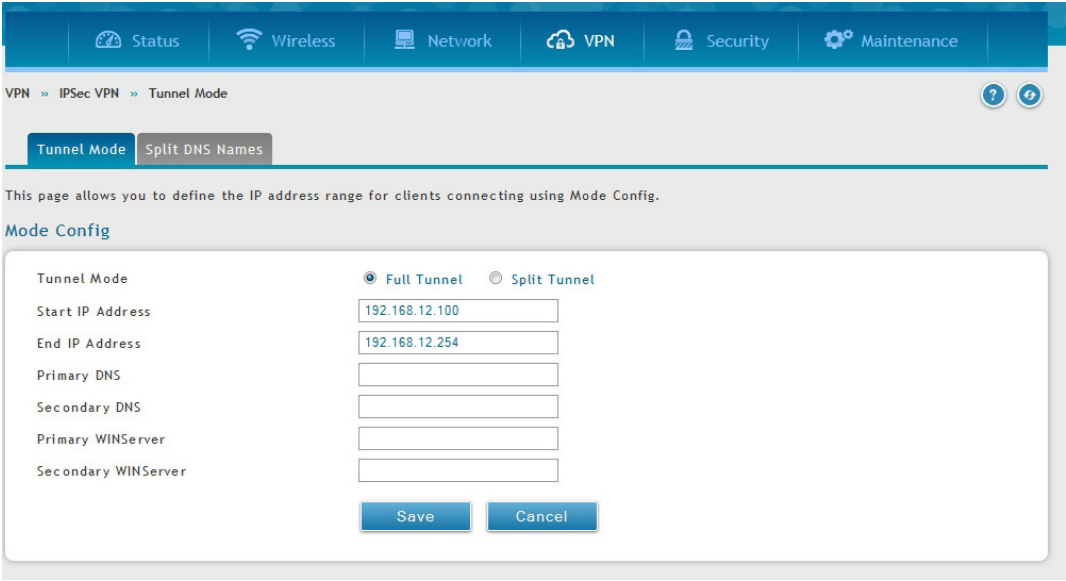 Status Wireless Network VPN Security Maintenance
VPN » IPSec VPN » Tunnel Mode ?
Tunnel Mode Split DNS Names
This page allows you to define the IP address range for clients connecting using Mode Config.
Mode Config
Tunnel Mode Full Tunnel Split Tunnel
Start IP Address 192.168.12.100
End IP Address 192.168.12.254
Primary DNS
Secondary DNS
Primary WINServer
Secondary WINServer
Save Cancel